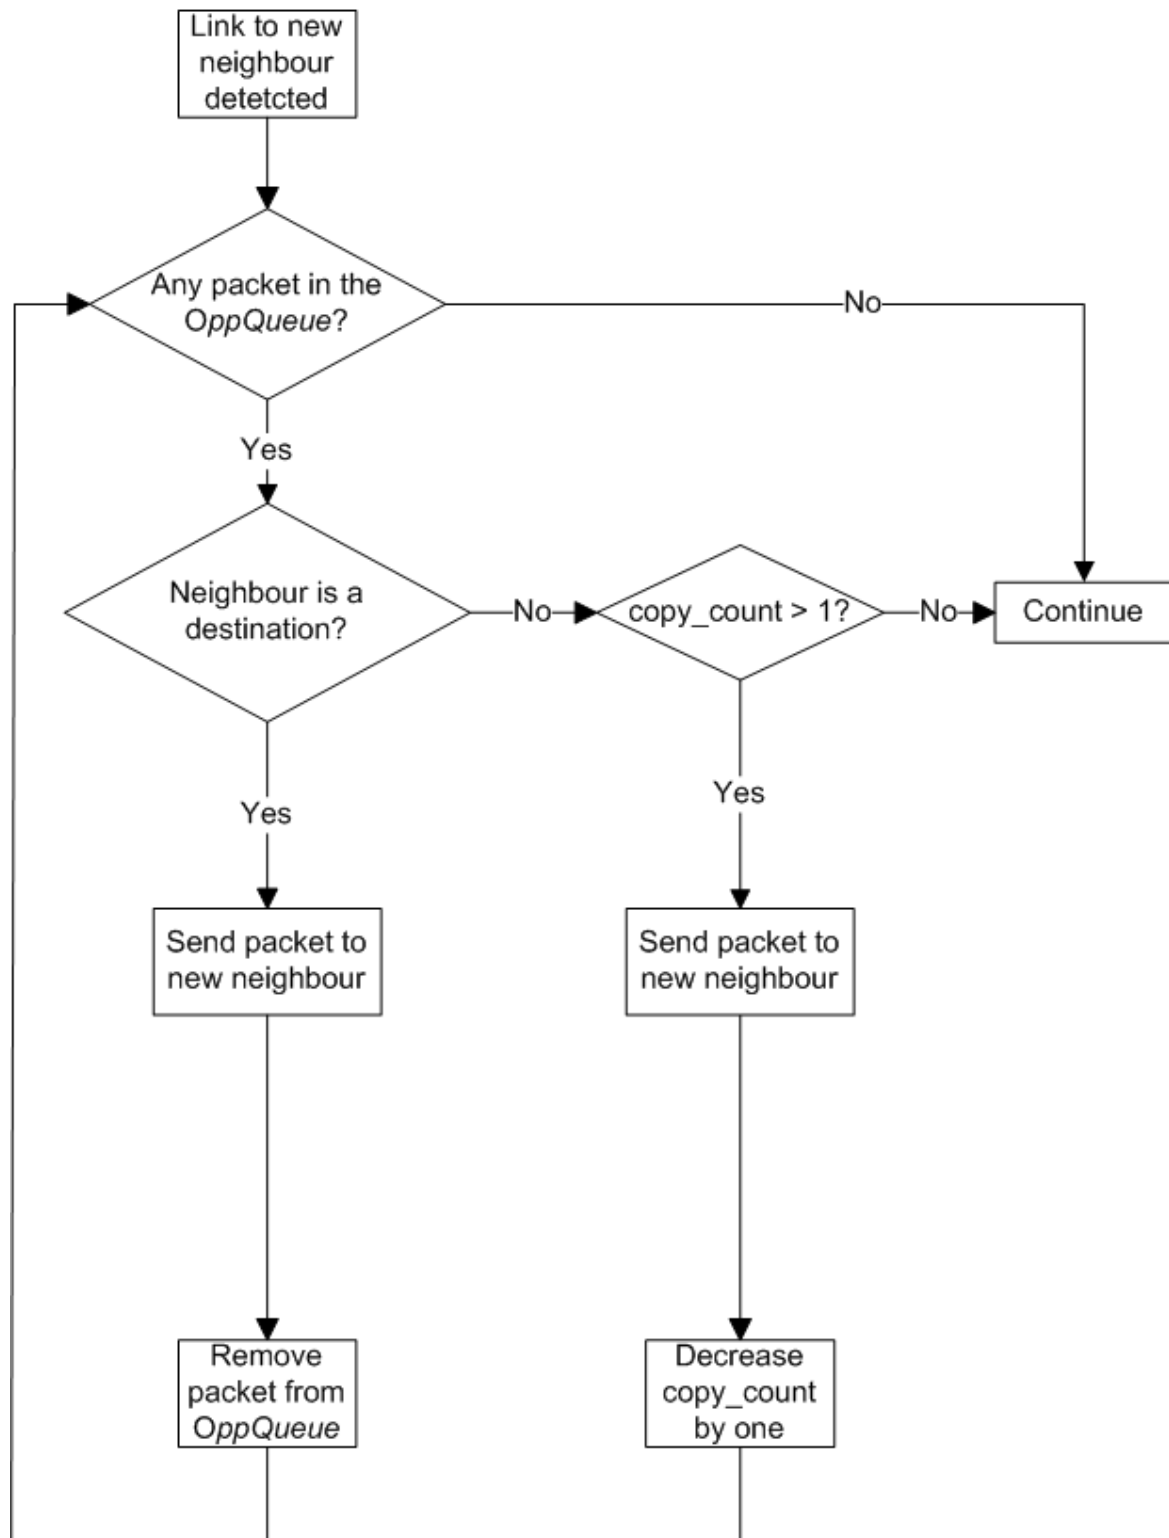 Link to new
neighbour
detetcted
Any packet in the
OppQueue?
No
Yes
Neighbour is a
destination?
No
copy_count > 1?
No
Continue
Yes
Yes
Send packet to
new neighbour
Send packet to
new neighbour
Remove
packet from
OppQueue
Decrease
copy_count
by one